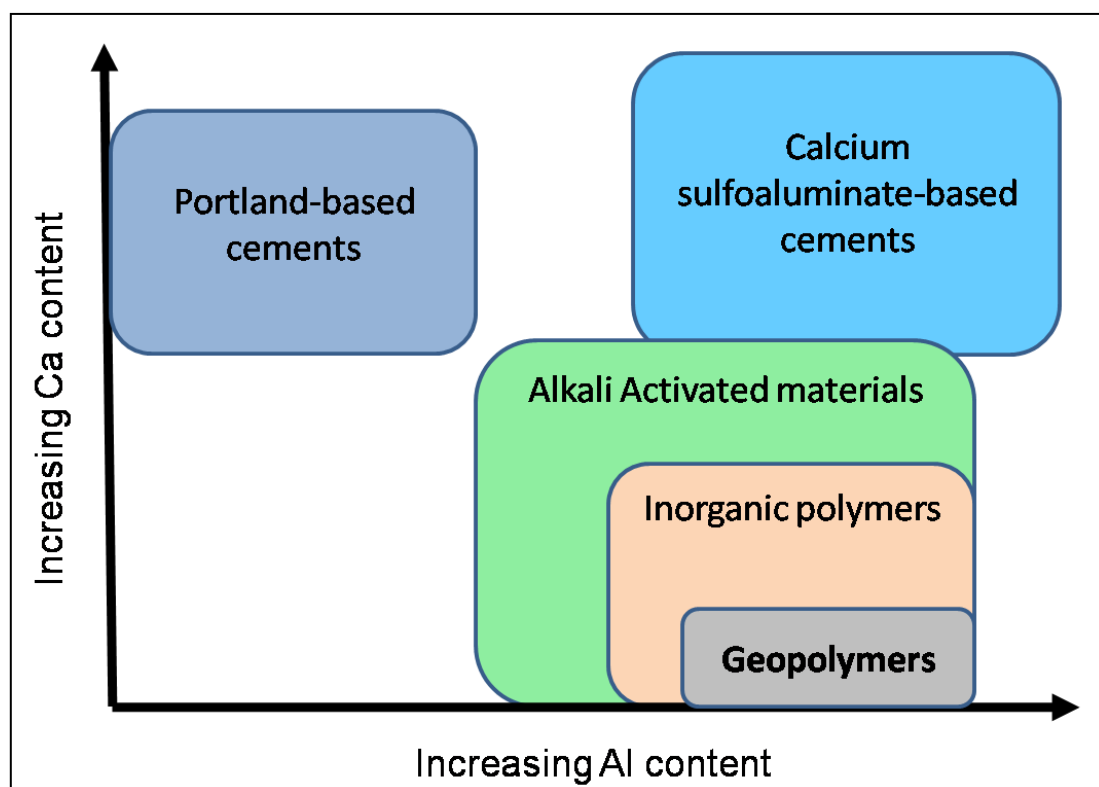 Increasing Ca content
Portland-based
cements
Calcium
sulfoaluminate-based
cements
Alkali Activated materials
Inorganic polymers
Geopolymers
Increasing Al content